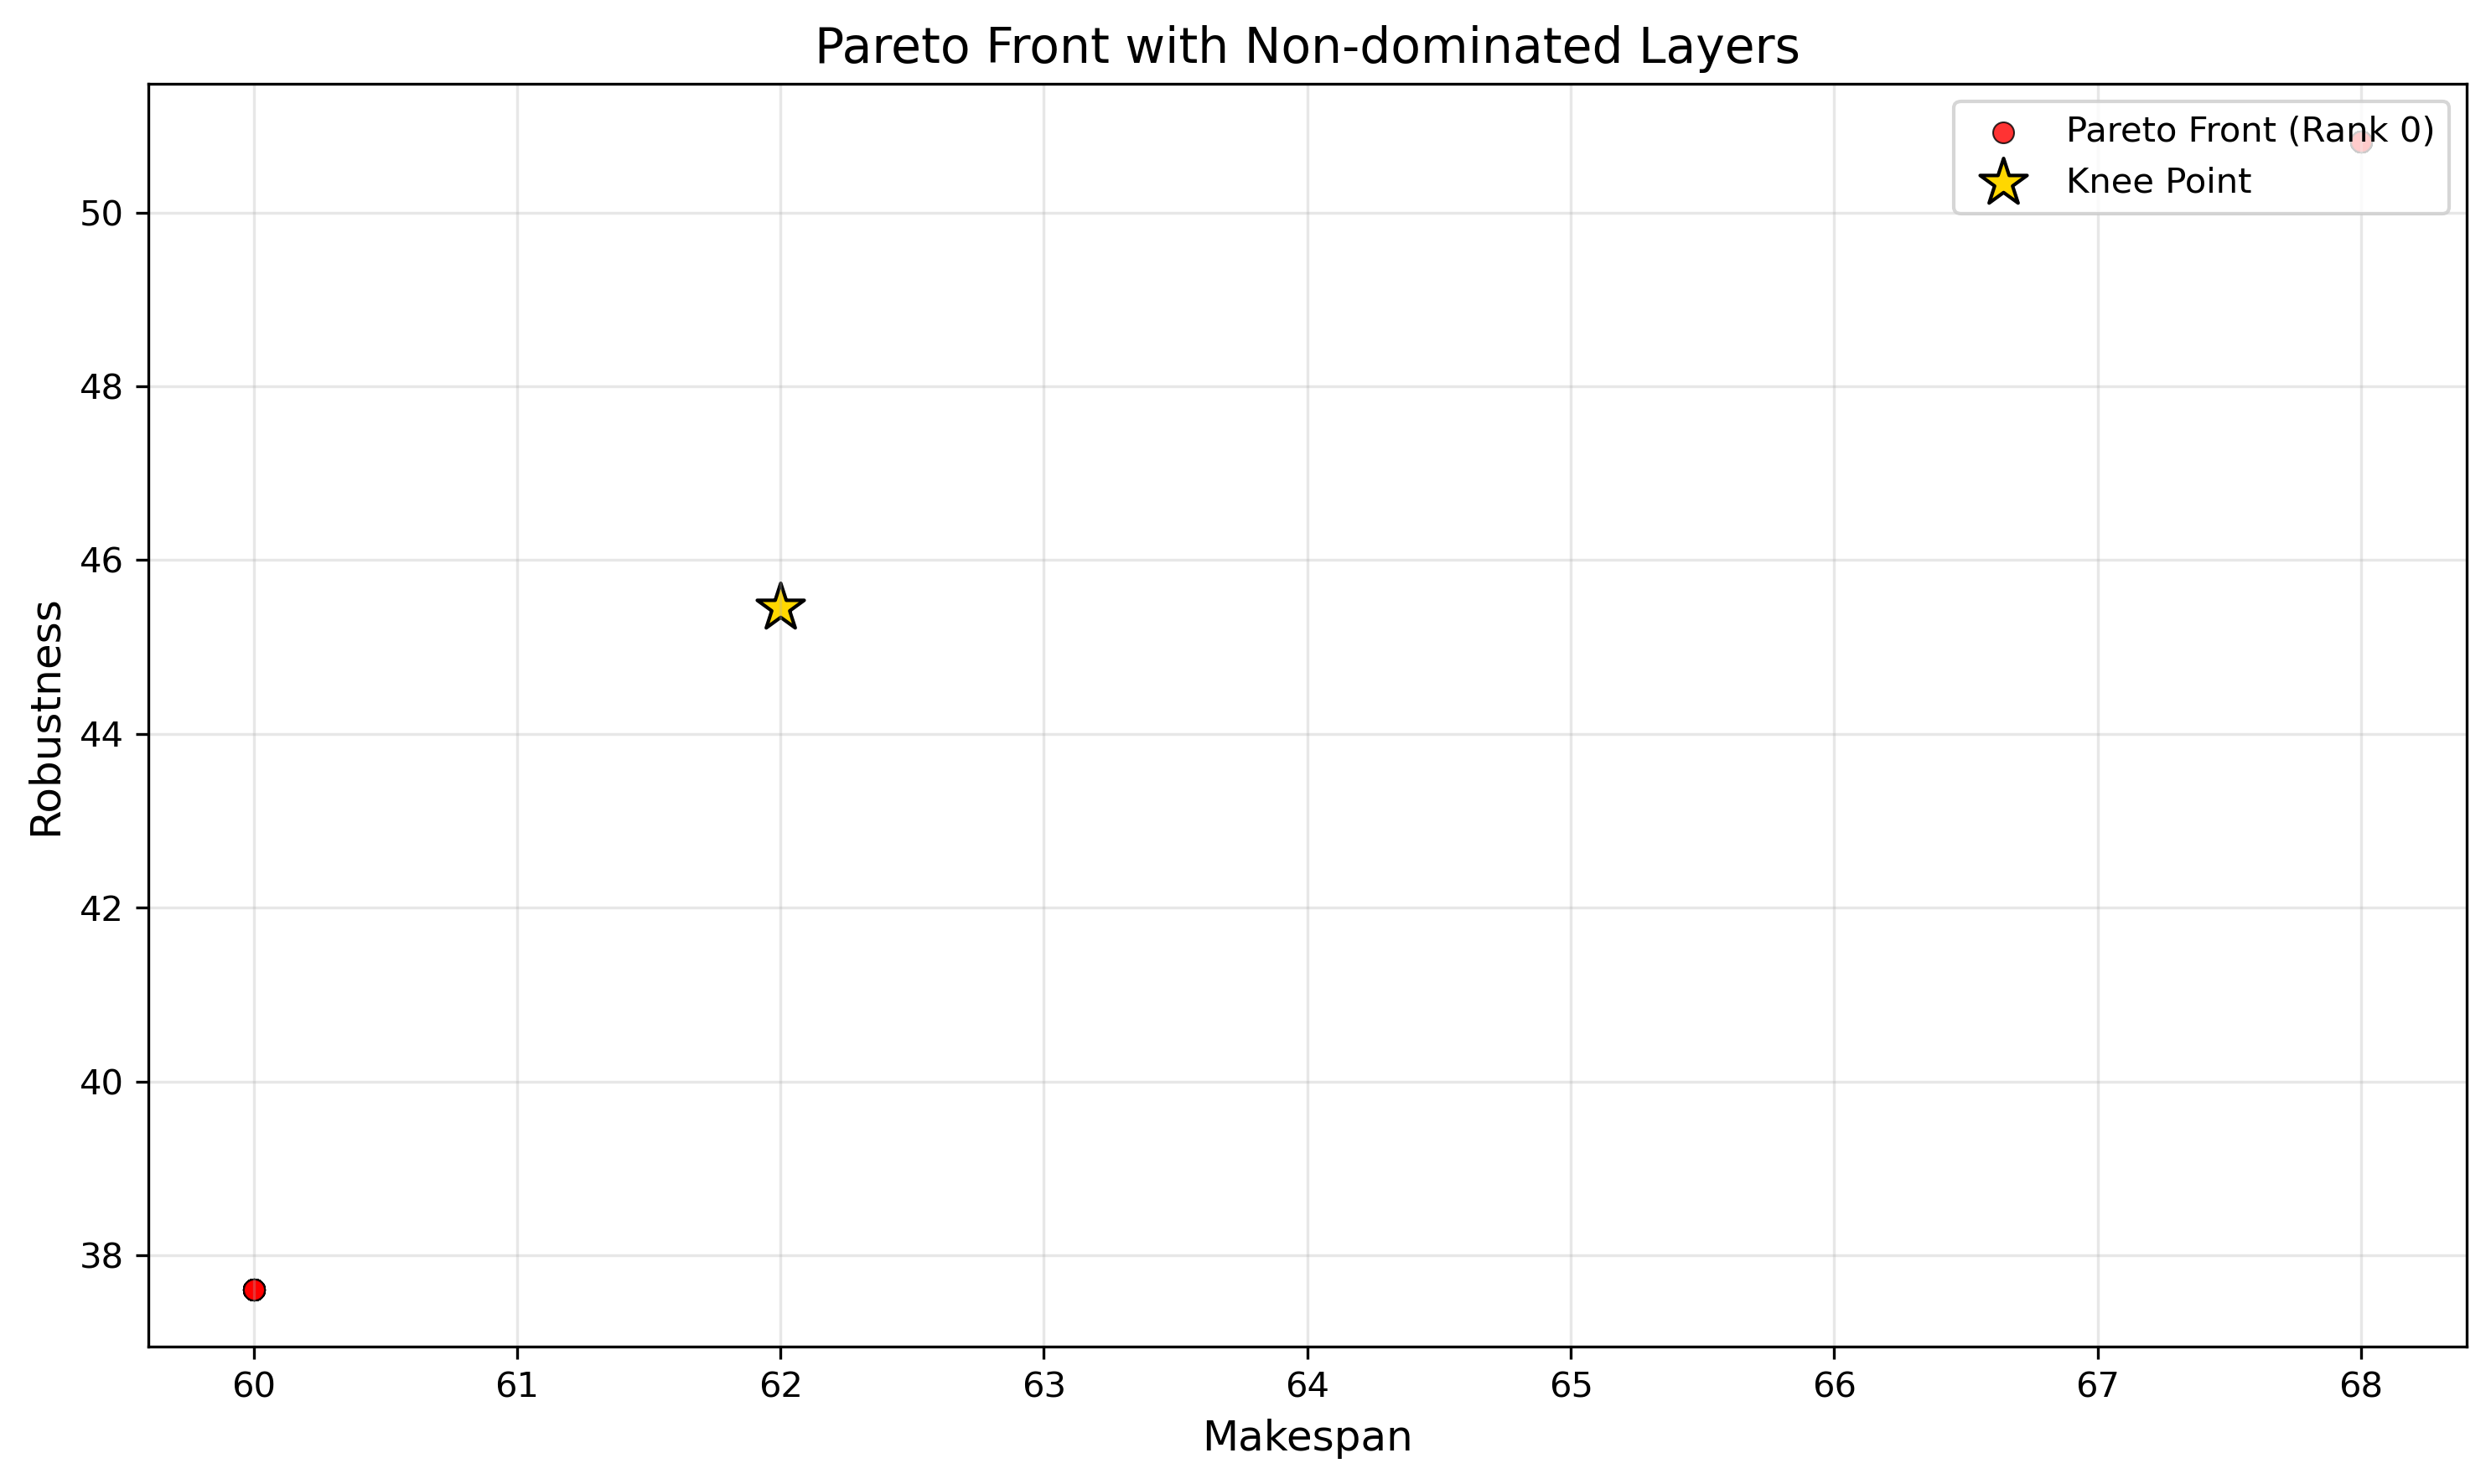 Pareto Front with Non-dominated Layers
Pareto Front (Rank 0)
Knee Point
Robustness
50
48
46
44
42
40
38
60 61 62 63 64 65 66 67 68
Makespan